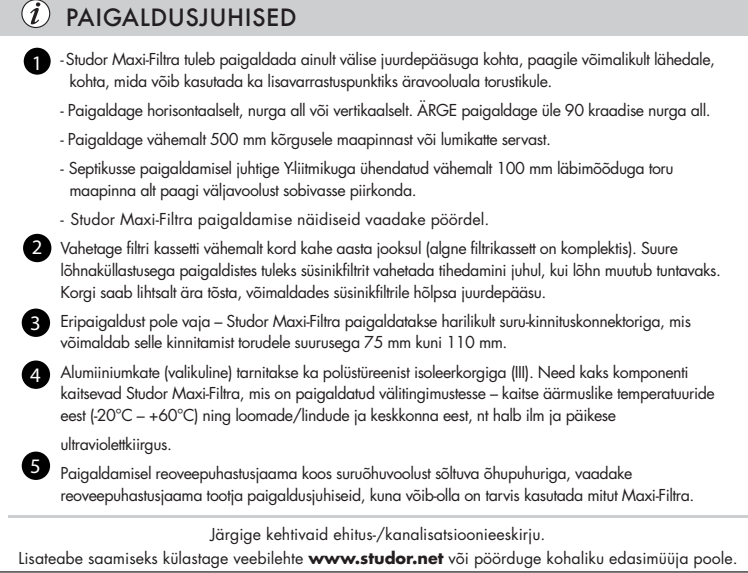 i PAIGALDUSJUHISED
1 -Studor Maxi-Filtra tuleb paigaldada ainult välise juurdepääsuga kohta, paagile võimalikult lähedale,
kohta, mida võib kasutada ka lisavarrastuspunktiks äravooluala torustikule.
- Paigaldage horisontaalselt, nurga all või vertikaalselt. ÄRGE paigaldage üle 90 kraadise nurga all.
- Paigaldage vähemalt 500 mm kõrgusele maapinnast või lumikatte servast.
- Septikusse paigaldamisel juhtige Y-liitmikuga ühendatud vähemalt 100 mm läbimõõduga toru
maapinna alt paagi väljavoolust sobivasse piirkonda.
- Studor Maxi-Filtra paigaldamise näidiseid vaadake pöördel.
2 Vahetage filtri kassetti vähemalt kord kahe aasta jooksul (algne filtrikassett on komplektis). Suure
lõhnaküllastusega paigaldistes tuleks süsinikfiltrit vahetada tihedamini juhul, kui lõhn muutub tuntavaks.
Korgi saab lihtsalt ära tõsta, võimaldades süsinikfiltrile hõlpsa juurdepääsu.
3 Eripaigaldust pole vaja – Studor Maxi-Filtra paigaldatakse harilikult suru-kinnituskonnektoriga, mis
võimaldab selle kinnitamist torudele suurusega 75 mm kuni 110 mm.
4 Alumiiniumkate (valikuline) tarnitakse ka polüstüreenist isoleerkorgiga (III). Need kaks komponenti
kaitsevad Studor Maxi-Filtra, mis on paigaldatud välitingimustesse – kaitse äärmuslike temperatuuride
eest (-20°C – +60°C) ning loomade/lindude ja keskkonna eest, nt halb ilm ja päikese
ultraviolettkiirgus.
5 Paigaldamisel reoveepuhastusjaama koos suruõhuvoolust sõltuva õhupuhuriga, vaadake
reoveepuhastusjaama tootja paigaldusjuhiseid, kuna võib-olla on tarvis kasutada mitut Maxi-Filtra.
Järgige kehtivaid ehitus-/kanalisatsioonieeskirju.
Lisateabe saamiseks külastage veebilehte www.studor.net või pöörduge kohaliku edasimüüja poole.